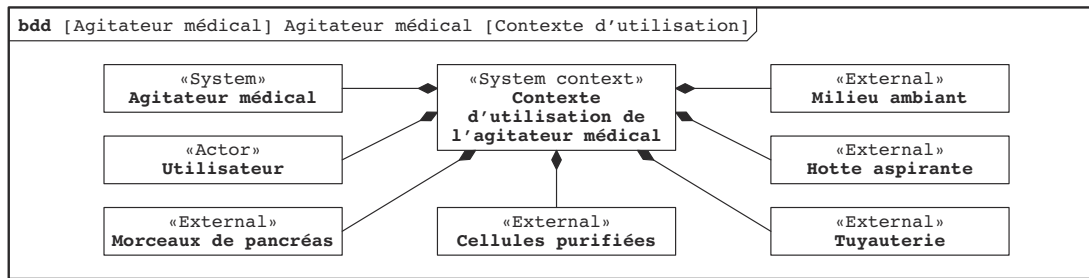 bdd [Agitateur médical] Agitateur médical [Contexte d'utilisation]
«System»
Agitateur médical
«System context»
Contexte
d'utilisation de
l'agitateur médical
«External»
Milieu ambiant
«Actor»
Utilisateur
«External»
Hotte aspirante
«External»
Morceaux de pancréas
«External»
Cellules purifiées
«External»
Tuyauterie